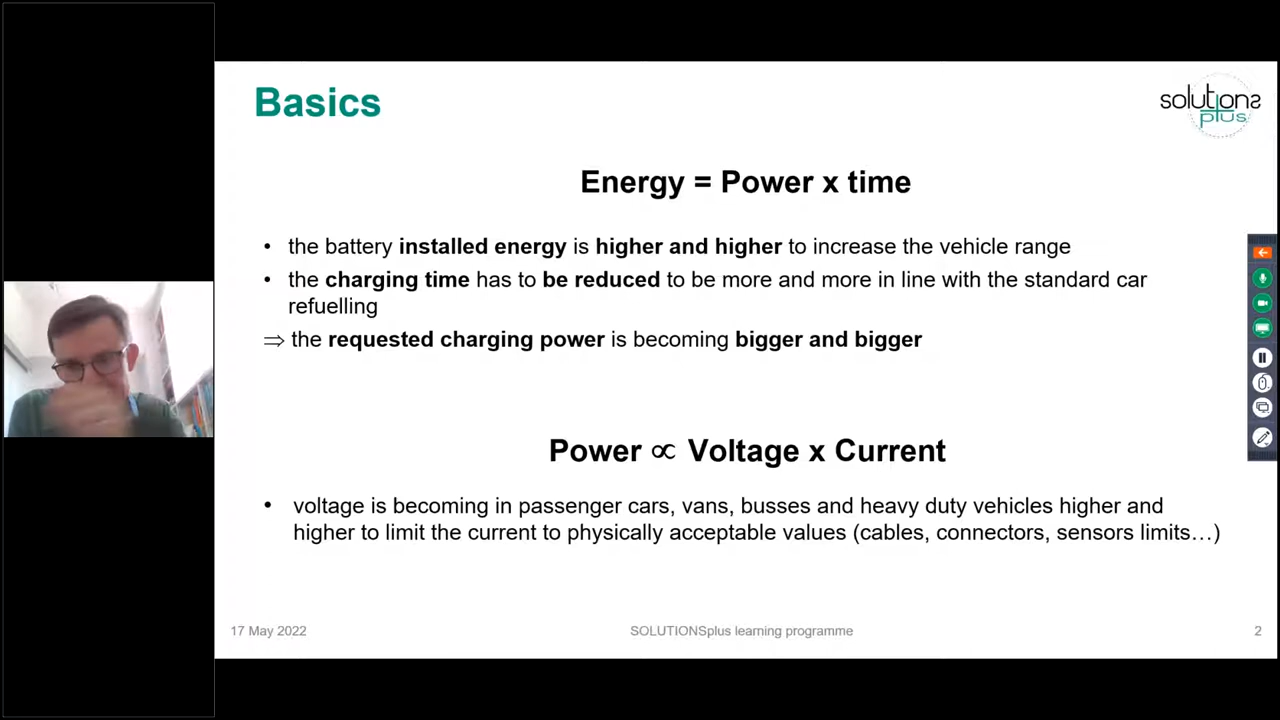 Basics
solutions
plus
Energy = Power x time
• the battery installed energy is higher and higher to increase the vehicle range
• the charging time has to be reduced to be more and more in line with the standard car
refuelling
⇒ the requested charging power is becoming bigger and bigger
Power ∝ Voltage x Current
• voltage is becoming in passenger cars, vans, busses and heavy duty vehicles higher and
higher to limit the current to physically acceptable values (cables, connectors, sensors limits…)
17 May 2022
SOLUTIONSplus learning programme
2